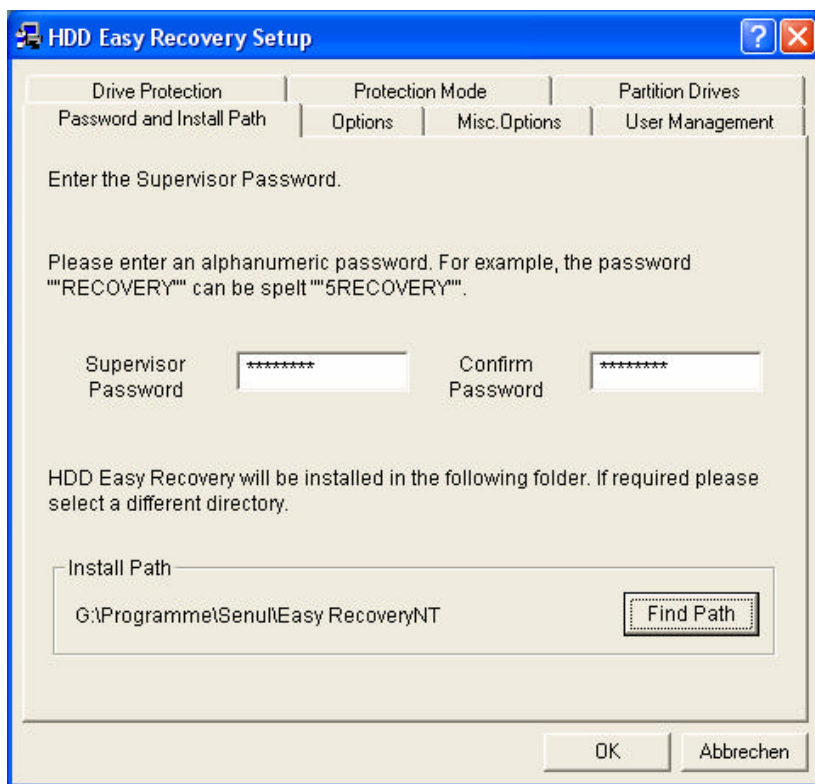 HDD Easy Recovery Setup
Drive Protection
Protection Mode
Partition Drives
Password and Install Path
Options
Misc.Options
User Management
Enter the Supervisor Password.
Please enter an alphanumeric password. For example, the password
""RECOVERY"" can be spelt ""5RECOVERY"".
Supervisor
Password
********
Confirm
Password
********
HDD Easy Recovery will be installed in the following folder. If required please
select a different directory.
Install Path
G:\Programme\Senul\Easy RecoveryNT
Find Path
OK
Abbrechen